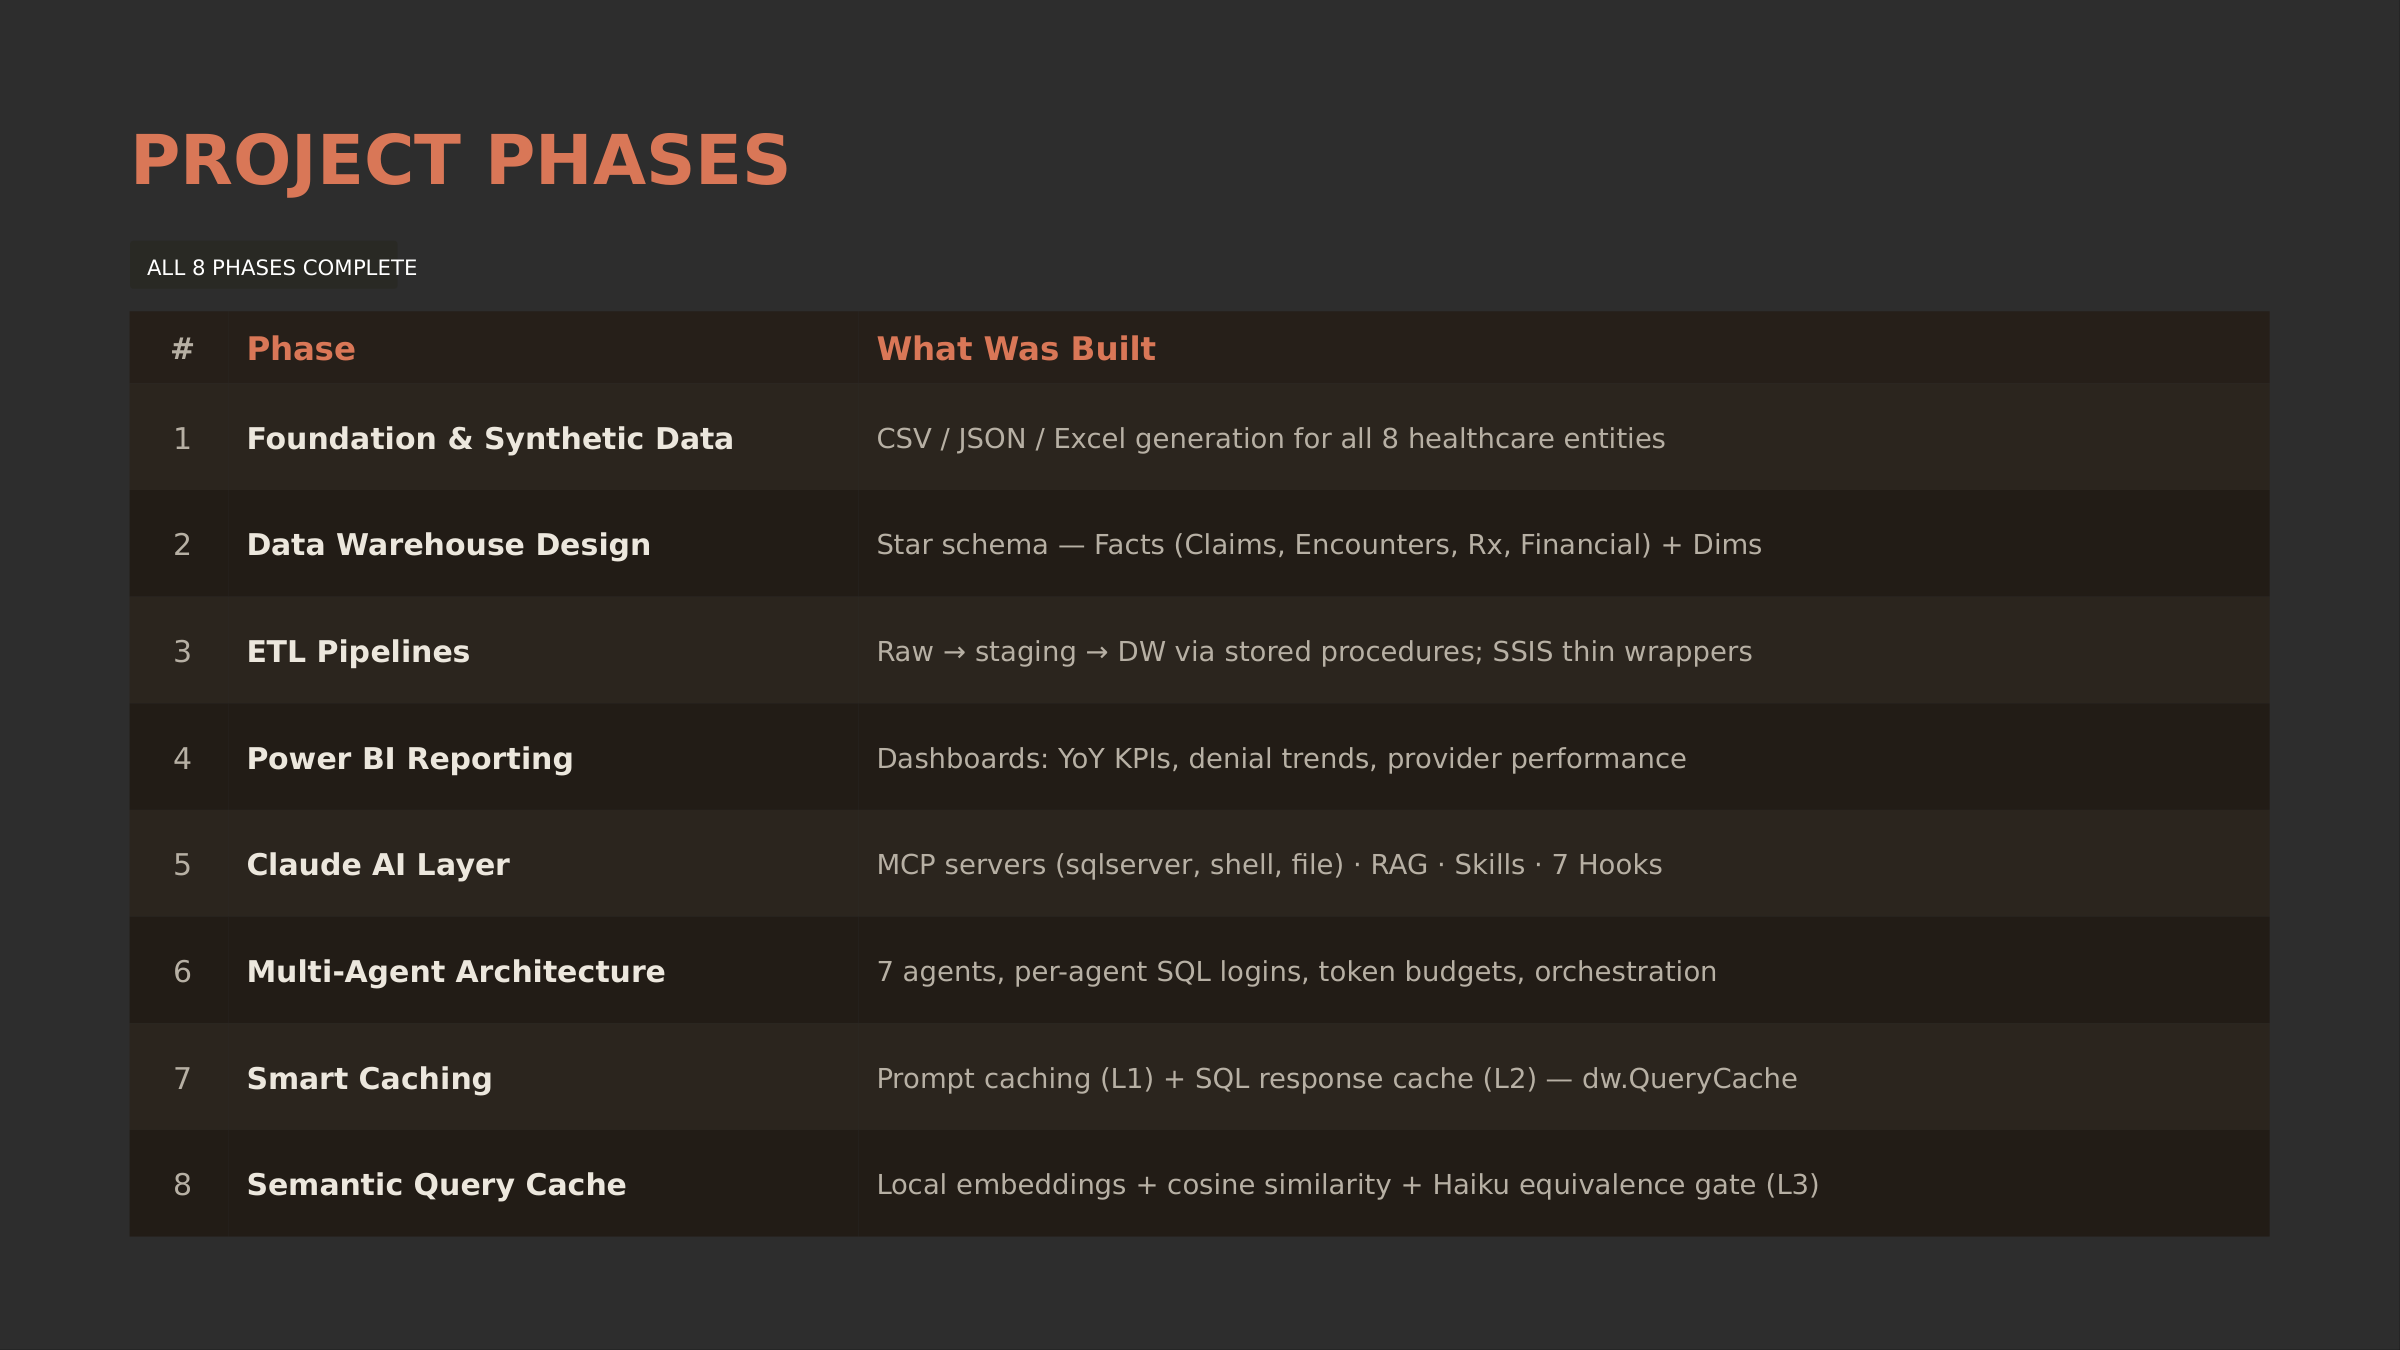 PROJECT PHASES
ALL 8 PHASES COMPLETE
# Phase What Was Built
1 Foundation & Synthetic Data CSV / JSON / Excel generation for all 8 healthcare entities
2 Data Warehouse Design Star schema — Facts (Claims, Encounters, Rx, Financial) + Dims
3 ETL Pipelines Raw → staging → DW via stored procedures; SSIS thin wrappers
4 Power BI Reporting Dashboards: YoY KPIs, denial trends, provider performance
5 Claude AI Layer MCP servers (sqlserver, shell, file) · RAG · Skills · 7 Hooks
6 Multi-Agent Architecture 7 agents, per-agent SQL logins, token budgets, orchestration
7 Smart Caching Prompt caching (L1) + SQL response cache (L2) — dw.QueryCache
8 Semantic Query Cache Local embeddings + cosine similarity + Haiku equivalence gate (L3)